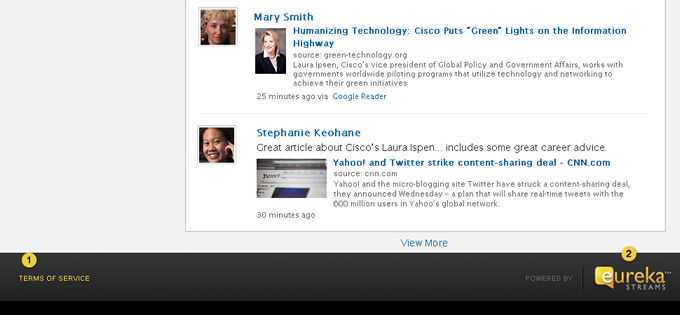 Mary Smith
Humanizing Technology: Cisco Puts “Green” Lights on the Information
Highway
source: green-technology.org
Laura Ipsen, Cisco’s vice president of Global Policy and Government Affairs, works with
governments worldwide piloting programs that utilize technology and networking to
achieve their green initiatives
25 minutes ago via Google Reader
Stephanie Keohane
Great article about Cisco’s Laura Ispen... includes some great career advice.
Yahoo! and Twitter strike content-sharing deal - CNN.com
source: cnn.com
Yahoo! and the micro-blogging site Twitter have struck a content-sharing deal,
they announced Wednesday -- a plan that will share real-time tweets with the
600 million users in Yahoo’s global network.
30 minutes ago
View More
1
2
TERMS OF SERVICE
POWERED BY
eureka™
STREAMS